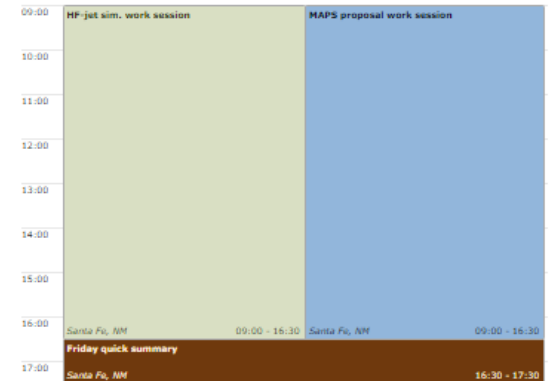 09:00
HF-jet sim. work session
MAPS proposal work session
10:00
11:00
12:00
13:00
14:00
15:00
16:00
Santa Fe, NM 09:00 - 16:30
Santa Fe, NM 09:00 - 16:30
Friday quick summary
17:00
Santa Fe, NM 16:30 - 17:30